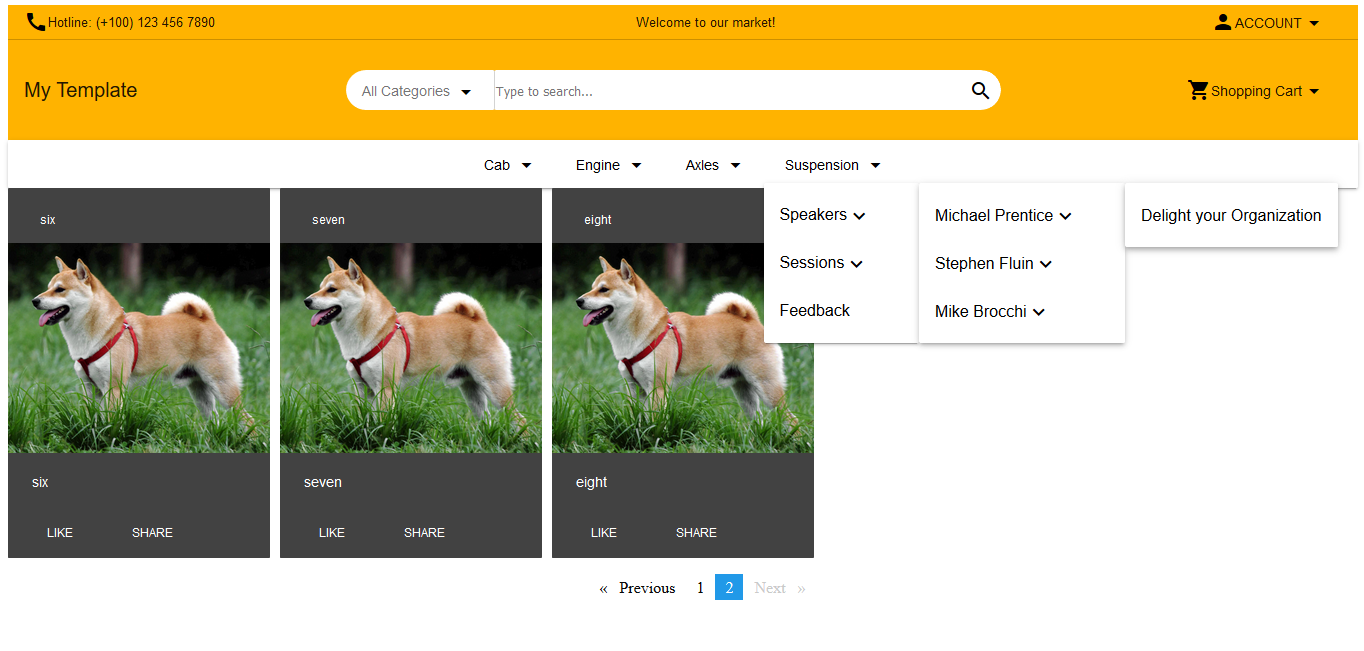 Hotline: (+100) 123 456 7890 Welcome to our market! ACCOUNT
My Template All Categories Type to search... Shopping Cart
Cab Engine Axles Suspension
six seven eight
Speakers Michael Prentice Delight your Organization
Sessions Stephen Fluin
Feedback Mike Brocchi
six seven eight
LIKE SHARE LIKE SHARE LIKE SHARE
« Previous 1 2 Next »